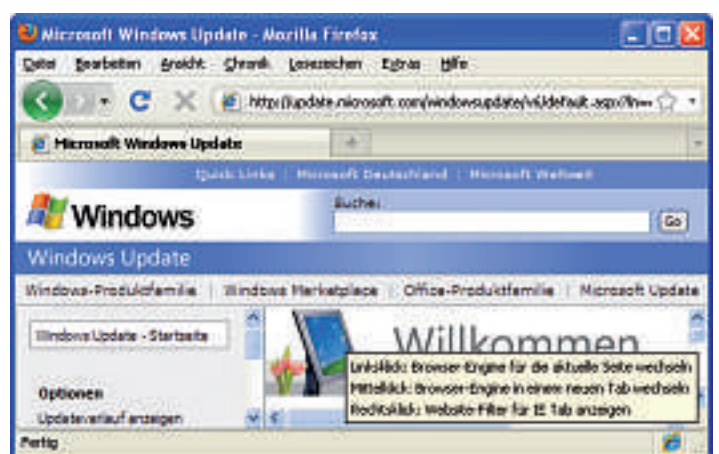 Microsoft Windows Update - Mozilla Firefox
Datei Bearbeiten Ansicht Chronik Lesezeichen Extras Hilfe
http://update.microsoft.com/windowsupdate/v6/default.aspx?ln=
Microsoft Windows Update
Quick Links | Microsoft Deutschland | Microsoft Weltweit
Suche:
Windows
Go
Windows Update
Windows-Produktfamilie | Windows Marketplace | Office-Produktfamilie | Microsoft Update
Windows Update - Startseite
Willkommen
Linksklick: Browser-Engine für die aktuelle Seite wechseln
Mittelklick: Browser-Engine in einem neuen Tab wechseln
Rechtsklick: Website-Filter für IE Tab anzeigen
Optionen
Updateverlauf anzeigen
Fertig